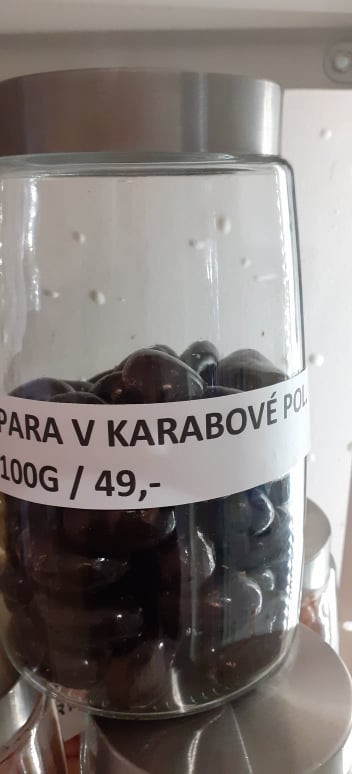 PARA V KARABOVÉ POL.
100G / 49,-